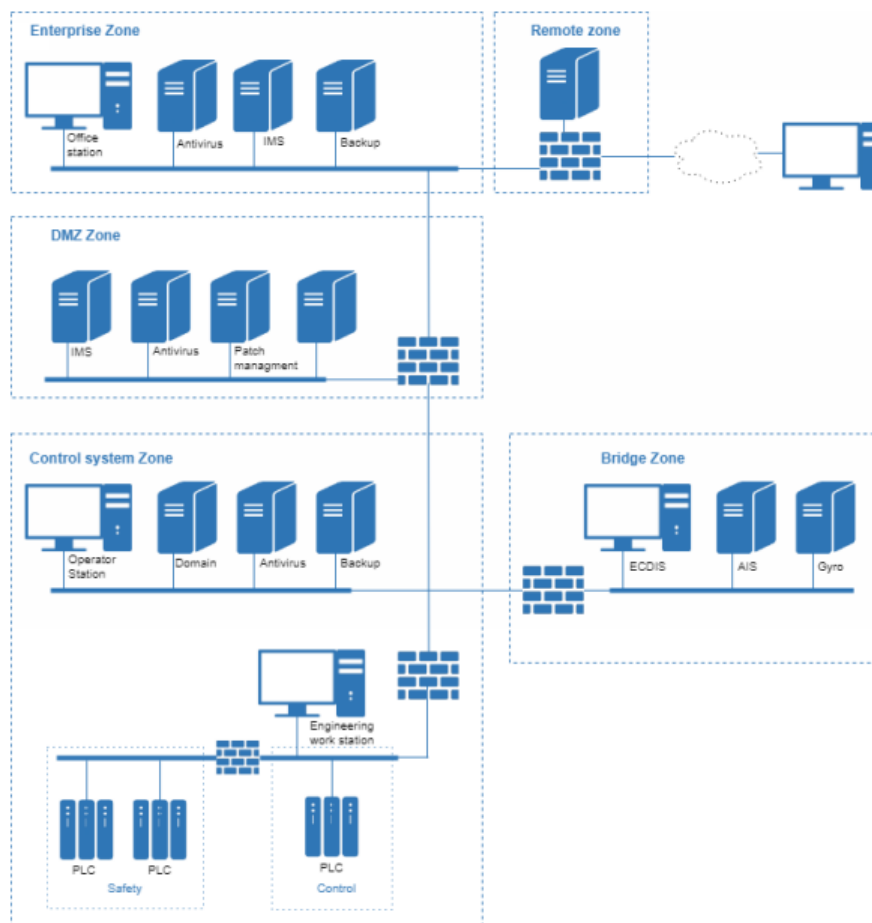 Enterprise Zone
Remote zone
Office
station
Antivirus
IMS
Backup
DMZ Zone
IMS
Antivirus
Patch
managment
Control system Zone
Bridge Zone
Operator
Station
Domain
Antivirus
Backup
ECDIS
AIS
Gyro
Engineering
work station
PLC
PLC
PLC
Safety
Control